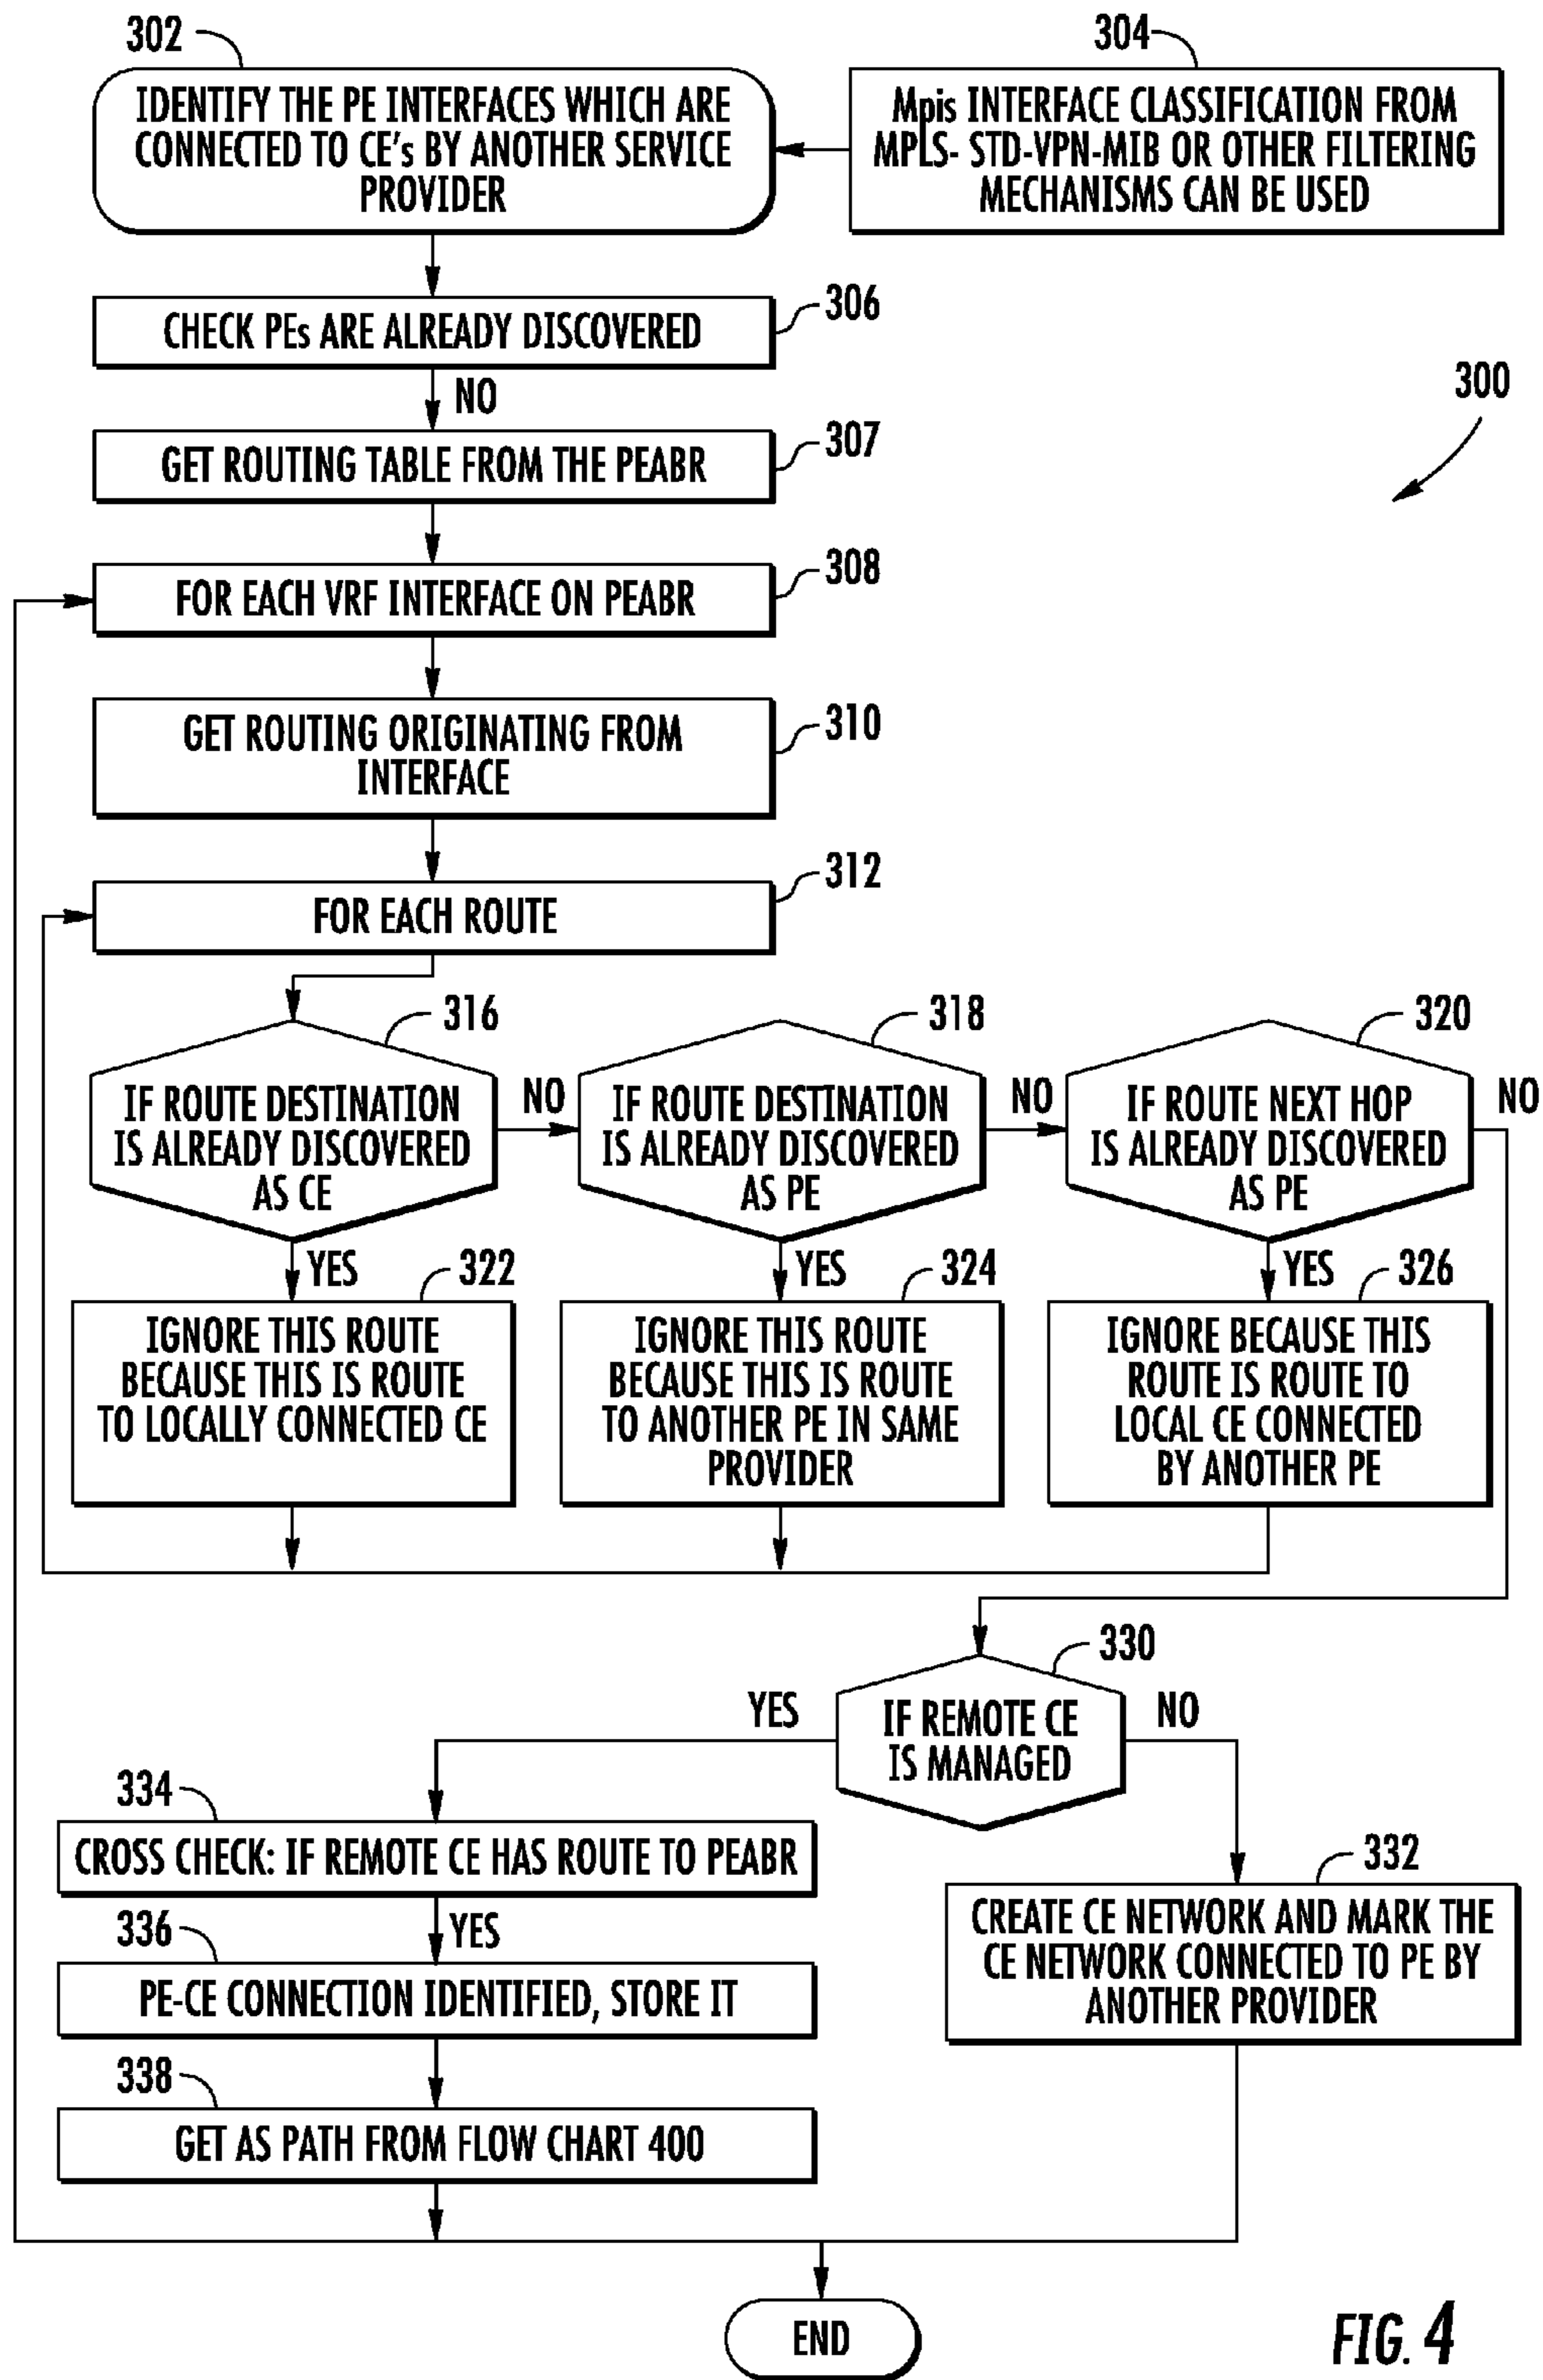 302
304
IDENTIFY THE PE INTERFACES WHICH ARE
CONNECTED TO CE's BY ANOTHER SERVICE
PROVIDER
Mpis INTERFACE CLASSIFICATION FROM
MPLS- STD-VPN-MIB OR OTHER FILTERING
MECHANISMS CAN BE USED
306
CHECK PEs ARE ALREADY DISCOVERED
NO
300
307
GET ROUTING TABLE FROM THE PEABR
308
FOR EACH VRF INTERFACE ON PEABR
310
GET ROUTING ORIGINATING FROM
INTERFACE
312
FOR EACH ROUTE
316
318
320
IF ROUTE DESTINATION
IS ALREADY DISCOVERED
AS CE
NO
IF ROUTE DESTINATION
IS ALREADY DISCOVERED
AS PE
NO
IF ROUTE NEXT HOP
IS ALREADY DISCOVERED
AS PE
NO
YES
322
YES
324
YES
326
IGNORE THIS ROUTE
BECAUSE THIS IS ROUTE
TO LOCALLY CONNECTED CE
IGNORE THIS ROUTE
BECAUSE THIS IS ROUTE
TO ANOTHER PE IN SAME
PROVIDER
IGNORE BECAUSE THIS
ROUTE IS ROUTE TO
LOCAL CE CONNECTED
BY ANOTHER PE
330
YES
IF REMOTE CE
IS MANAGED
NO
334
CROSS CHECK: IF REMOTE CE HAS ROUTE TO PEABR
332
336
YES
CREATE CE NETWORK AND MARK THE
CE NETWORK CONNECTED TO PE BY
ANOTHER PROVIDER
PE-CE CONNECTION IDENTIFIED, STORE IT
338
GET AS PATH FROM FLOW CHART 400
END
FIG. 4